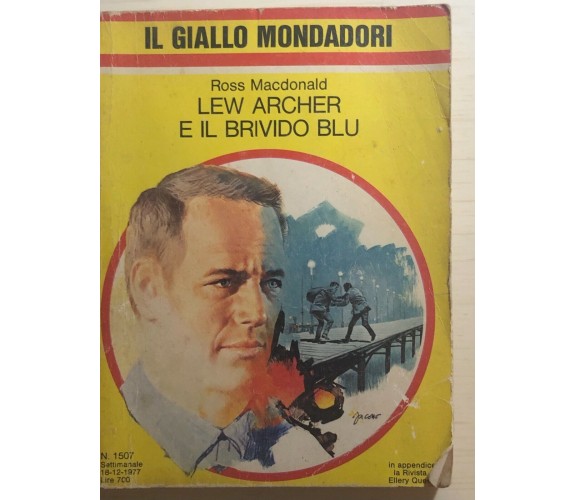 IL GIALLO MONDADORI
Ross Macdonald
LEW ARCHER
E IL BRIVIDO BLU
N. 1507
Settimanale
18-12-1977
Lire 700
in appendice
la Rivista
Ellery Queen